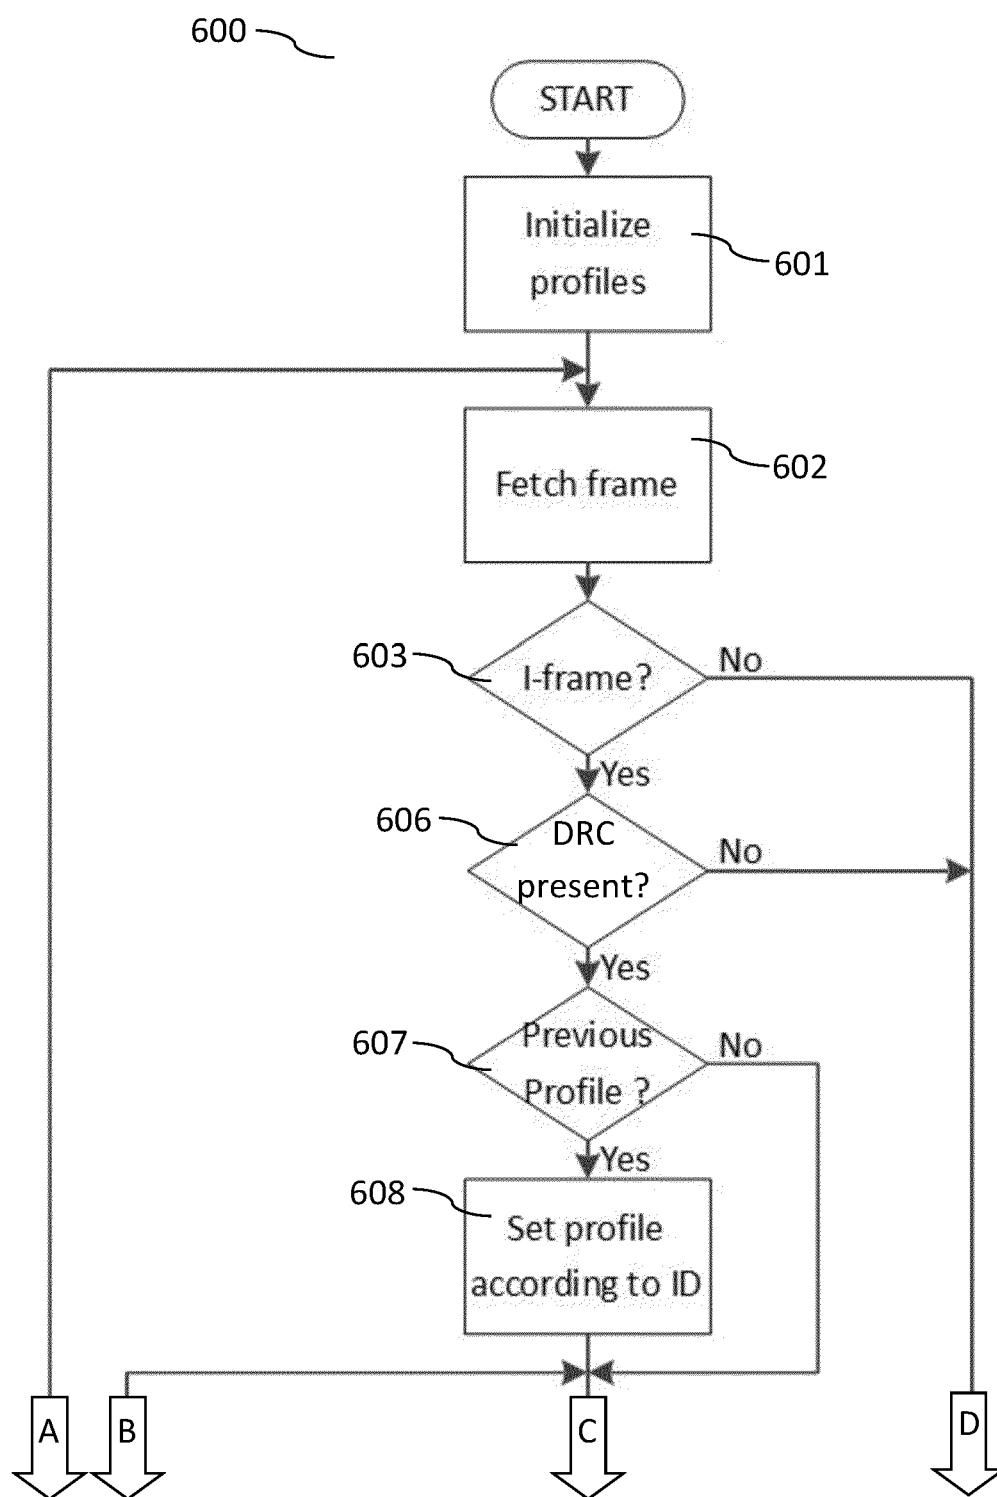 600
START
Initialize
profiles
601
Fetch frame
602
603
I-frame?
No
Yes
606
DRC
present?
No
Yes
607
Previous
Profile ?
No
Yes
608
Set profile
according to ID
A
B
C
D